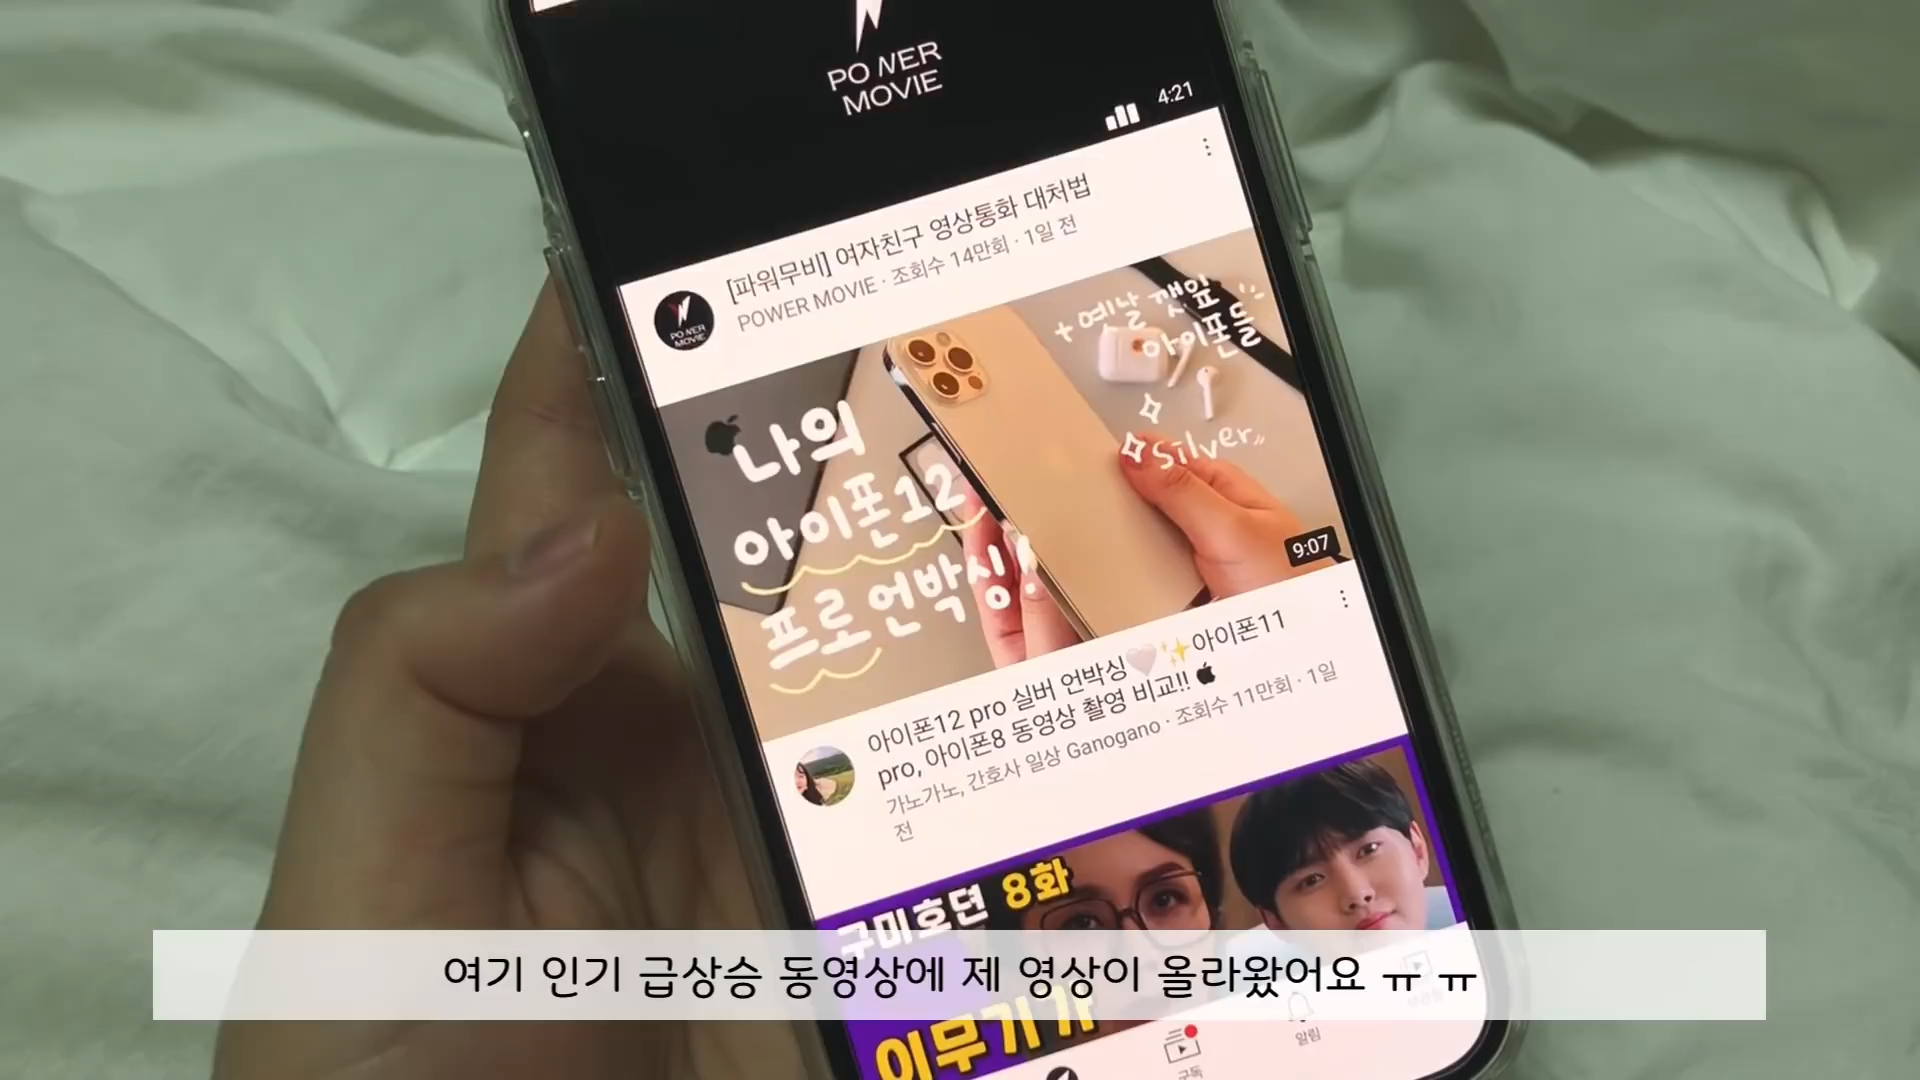 PO NER
MOVIE
4:21
[파워무비] 여자친구 영상통화 대처법
POWER MOVIE · 조회수 14만회 · 1일 전
PO NER
MOVIE
+ 옛날 깻잎
아이폰들
Silver
나의
아이폰12
프로 언박싱!
9:07
아이폰12 pro 실버 언박싱🤍✨아이폰11
pro, 아이폰8 동영상 촬영 비교!!
가노가노, 간호사 일상 Ganogano · 조회수 11만회 · 1일
전
구미호뎐 8화
여기 인기 급상승 동영상에 제 영상이 올라왔어요 ㅠ ㅠ
이무기가
구독
알림